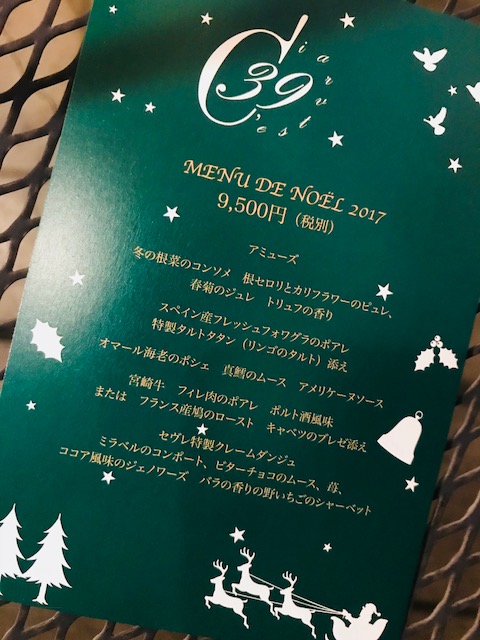 C'est 39 diarvut
MENU DE NOËL 2017
9,500円（税別）
アミューズ
冬の根菜のコンソメ　根セロリとカリフラワーのピュレ、
春菊のジュレ　トリュフの香り
スペイン産フレッシュフォワグラのポアレ
特製タルトタタン（リンゴのタルト）添え
オマール海老のポシェ　真鱈のムース　アメリケーヌソース
宮崎牛　フィレ肉のポアレ　ポルト酒風味
または　フランス産鳩のロースト　キャベツのブレゼ添え
セヴレ特製クレームダンジュ
ミラベルのコンポート、ビターチョコのムース、苺、
ココア風味のジェノワーズ　バラの香りの野いちごのシャーベット